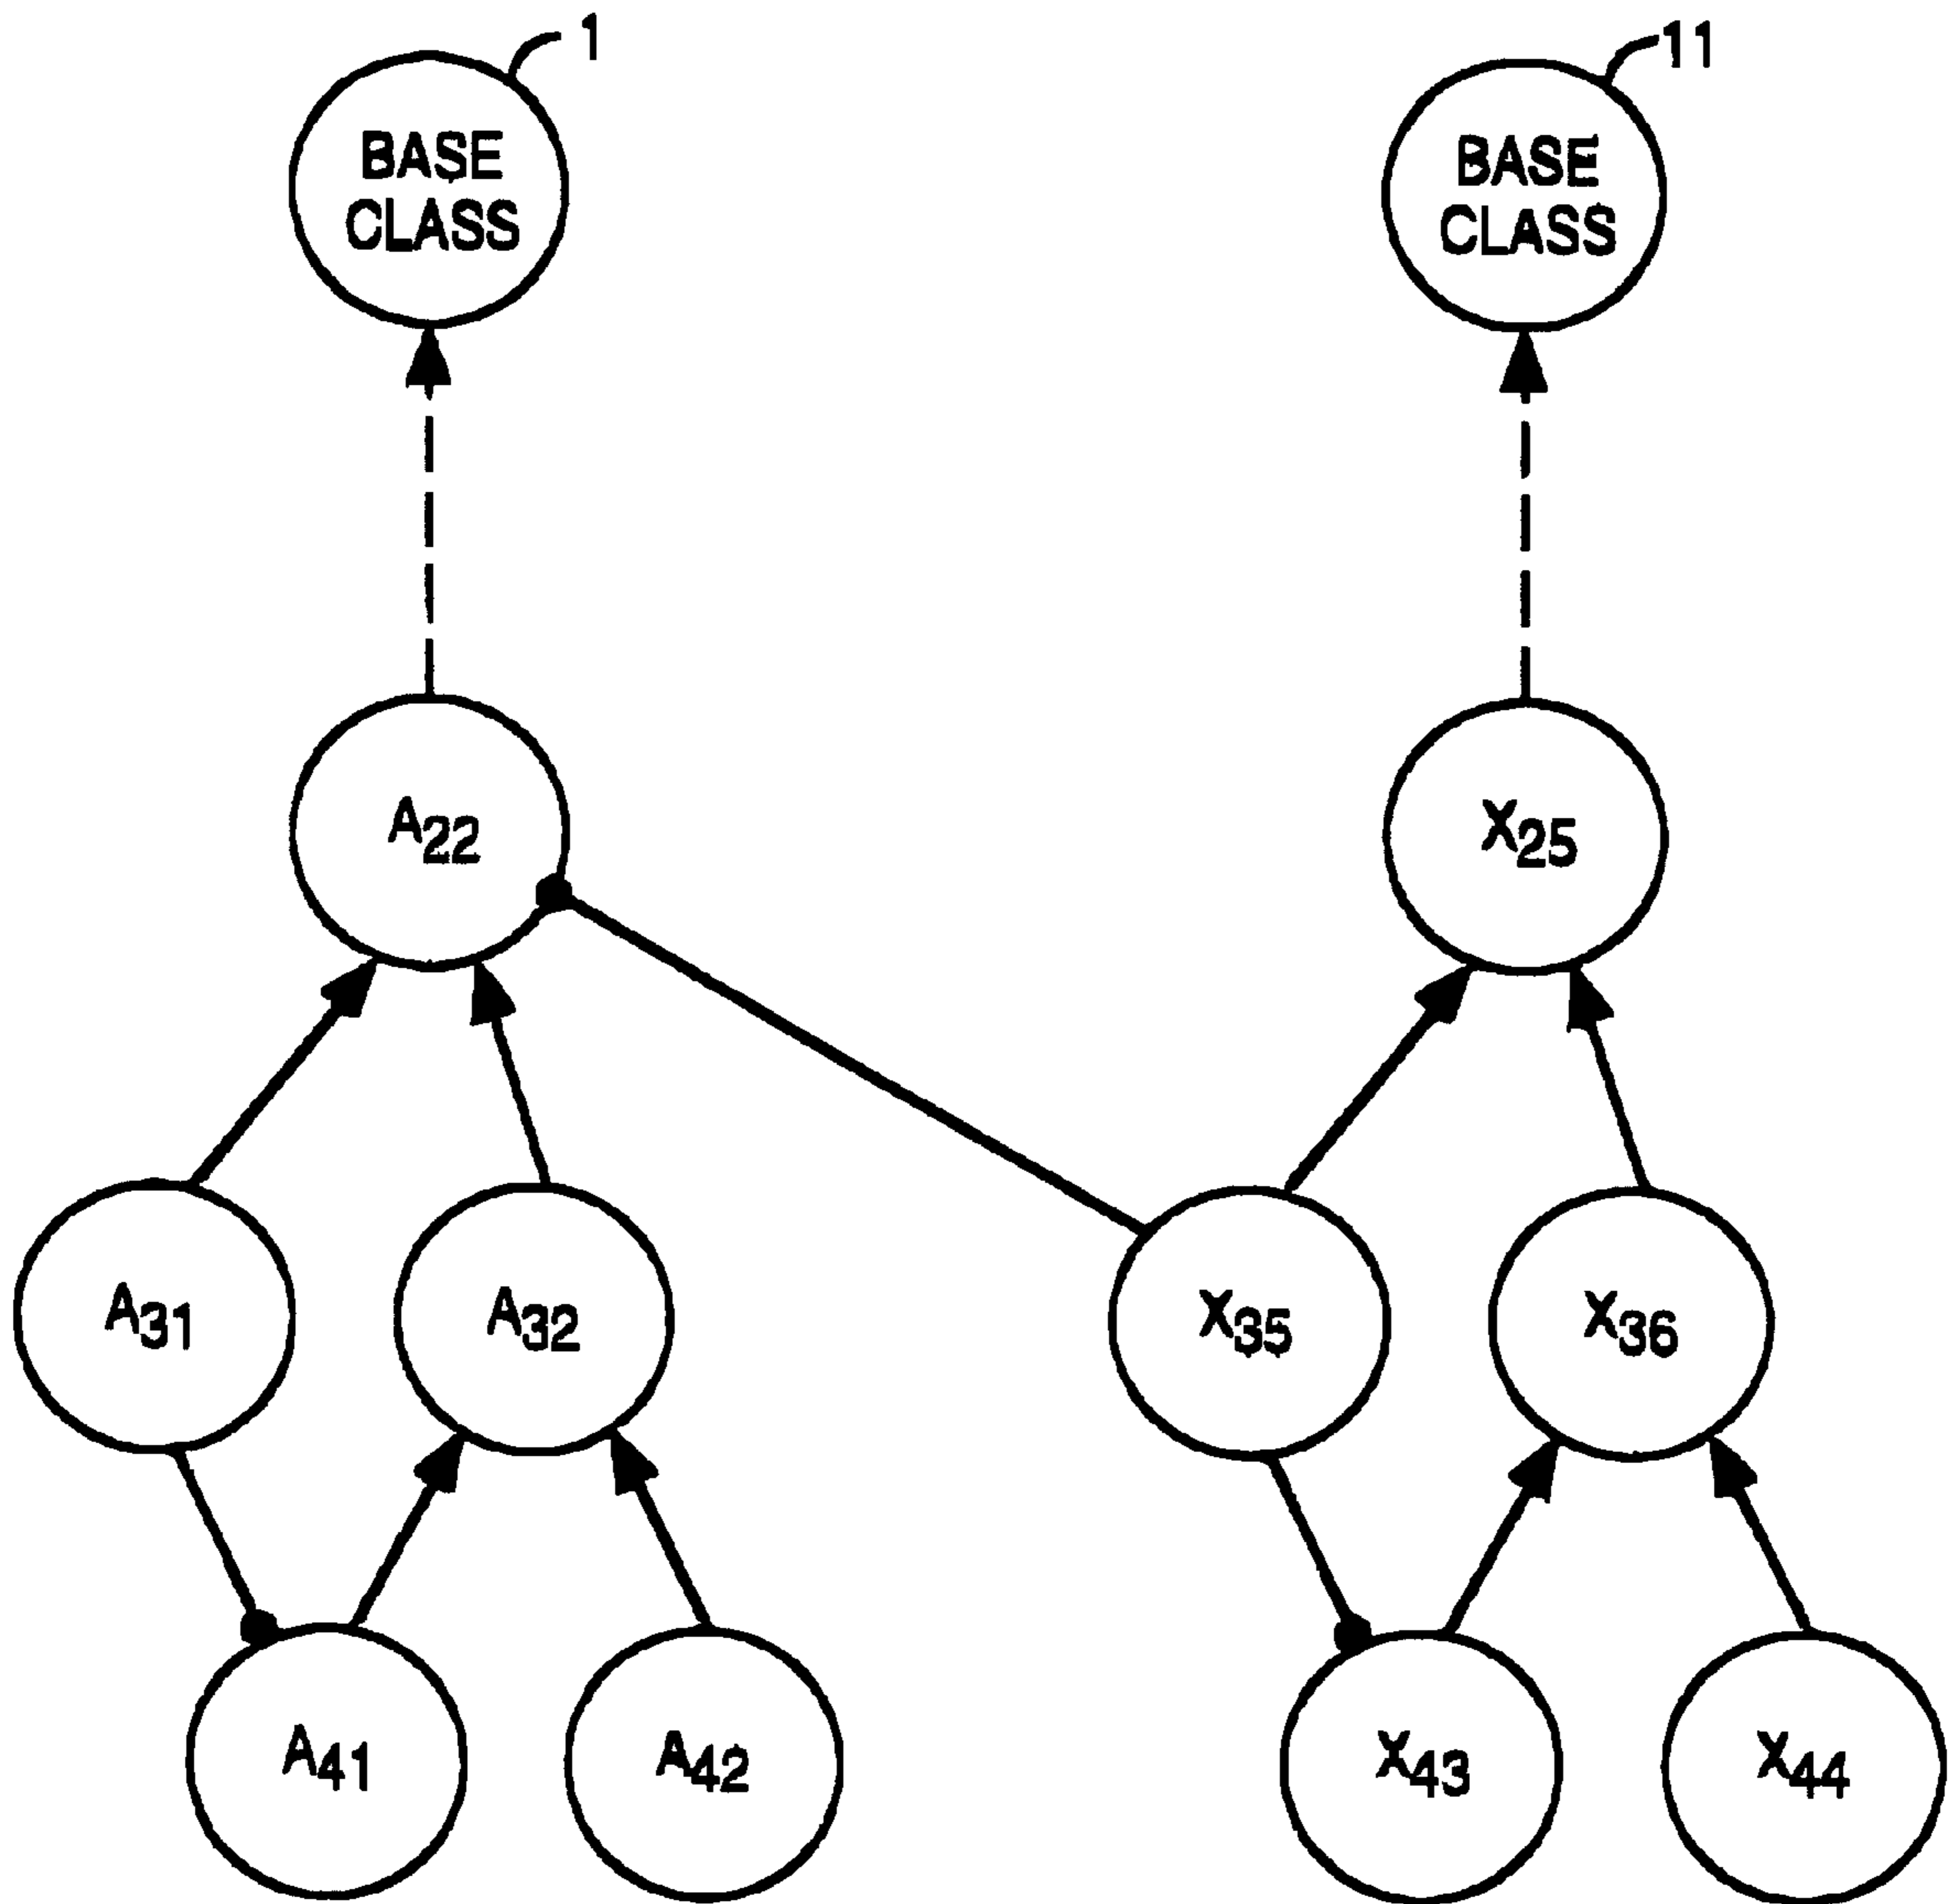 1
11
BASE
CLASS
BASE
CLASS
A22
X25
A31
A32
X35
X36
A41
A42
X43
X44